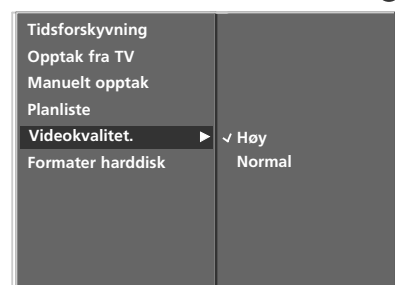 Tidsforskyvning
Opptak fra TV
Manuelt opptak
Planliste
Videokvalitet.
Høy
Formater harddisk
Normal